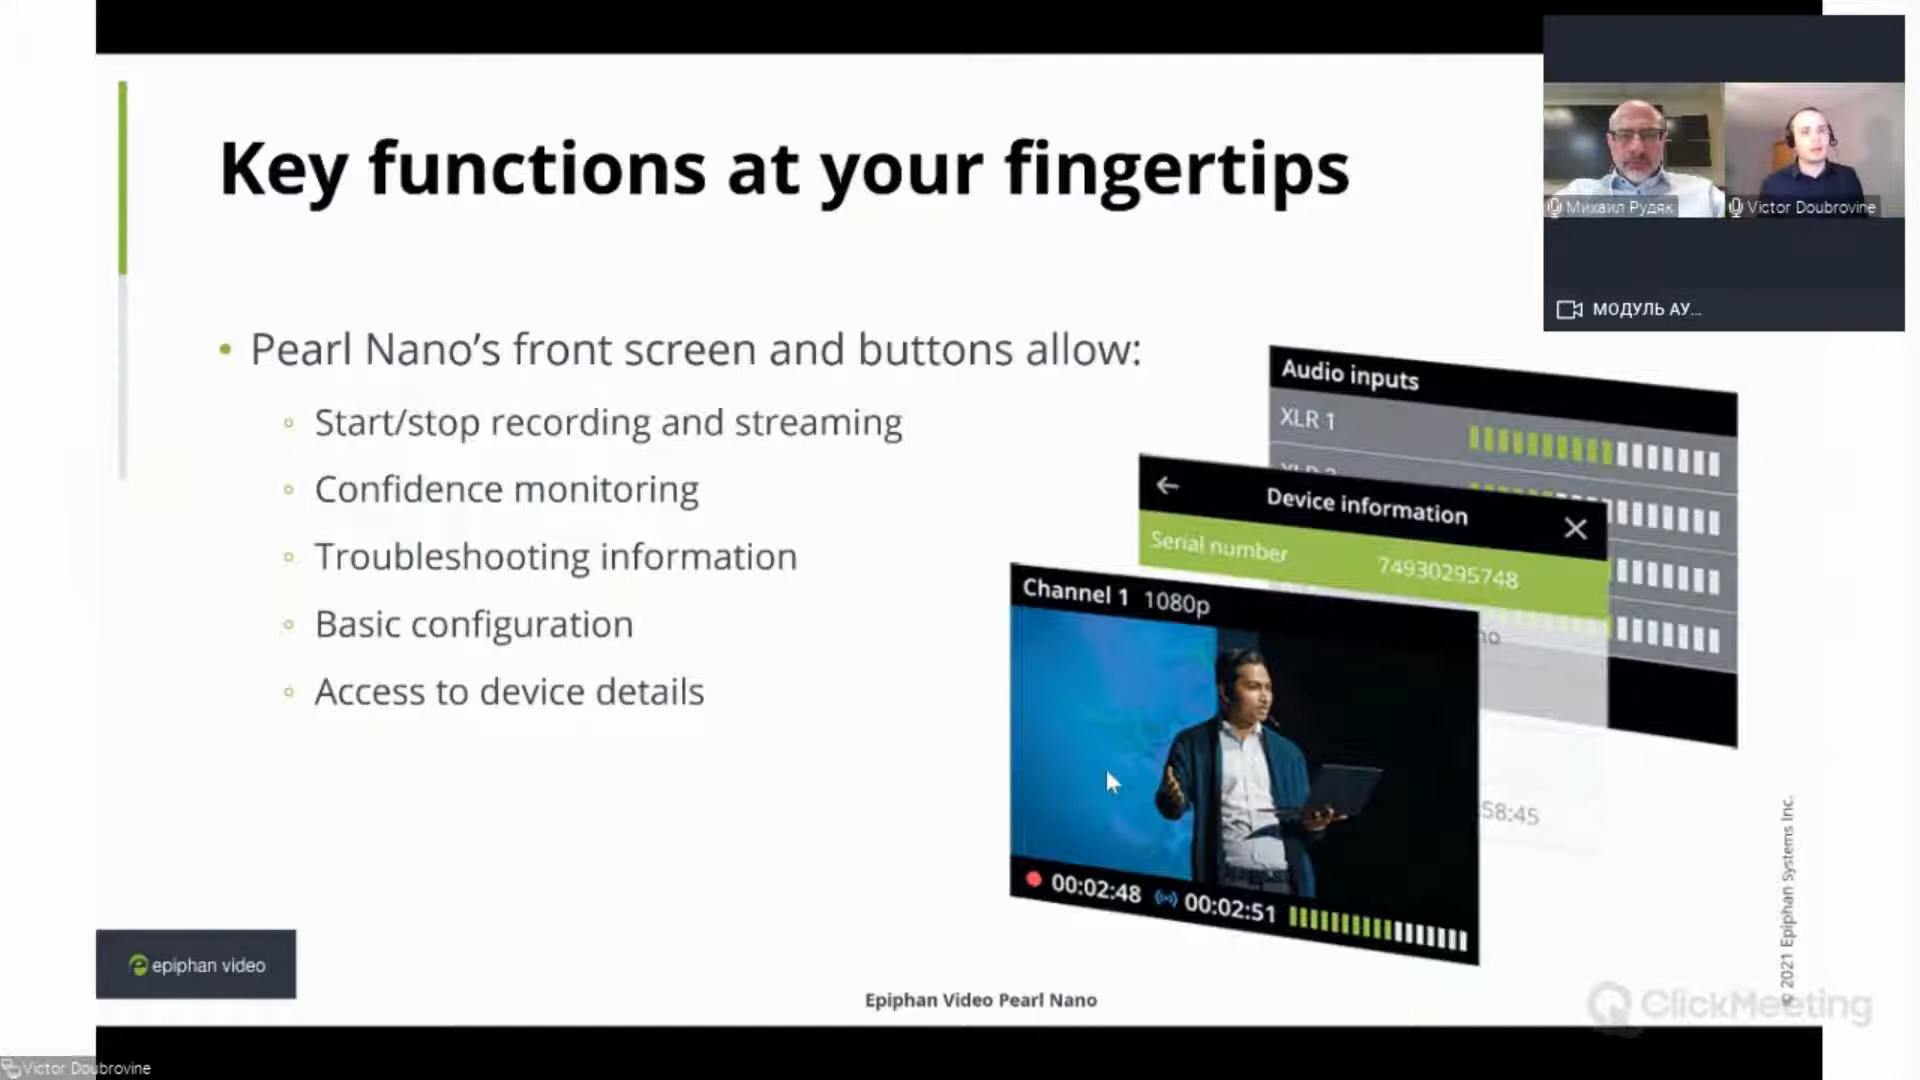 Key functions at your fingertips
Михаил Рудяк
Victor Doubrovine
МОДУЛЬ АУ...
• Pearl Nano’s front screen and buttons allow:
Start/stop recording and streaming
Confidence monitoring
Troubleshooting information
Basic configuration
Access to device details
Audio inputs
XLR 1
XLR 2
Device information
Serial number 74930295748
no
58:45
Channel 1 1080p
00:02:48 00:02:51
© 2021 Epiphan Systems Inc.
epiphan video
Epiphan Video Pearl Nano
ClickMeeting
Victor Doubrovine